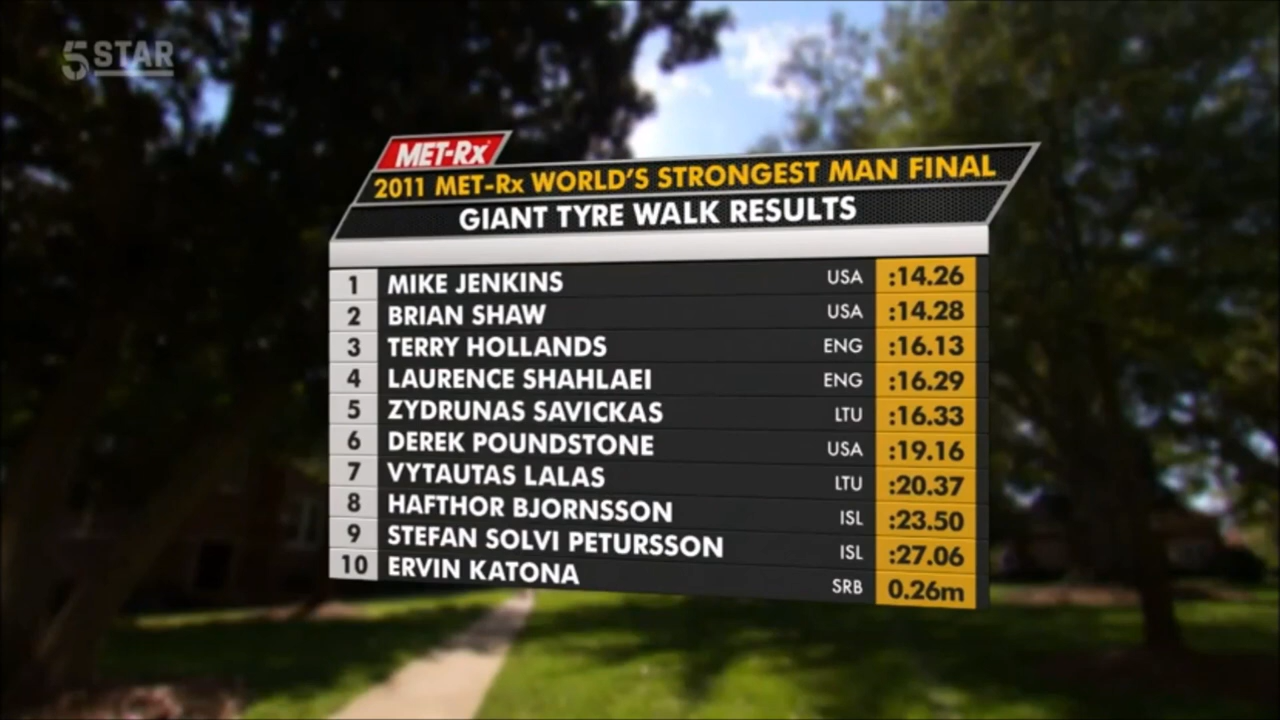 5 STAR
MET-Rx
2011 MET-Rx WORLD'S STRONGEST MAN FINAL
GIANT TYRE WALK RESULTS
1 MIKE JENKINS USA :14.26
2 BRIAN SHAW USA :14.28
3 TERRY HOLLANDS ENG :16.13
4 LAURENCE SHAHLAEI ENG :16.29
5 ZYDRUNAS SAVICKAS LTU :16.33
6 DEREK POUNDSTONE USA :19.16
7 VYTAUTAS LALAS LTU :20.37
8 HAFTHOR BJORNSSON ISL :23.50
9 STEFAN SOLVI PETURSSON ISL :27.06
10 ERVIN KATONA SRB 0.26m